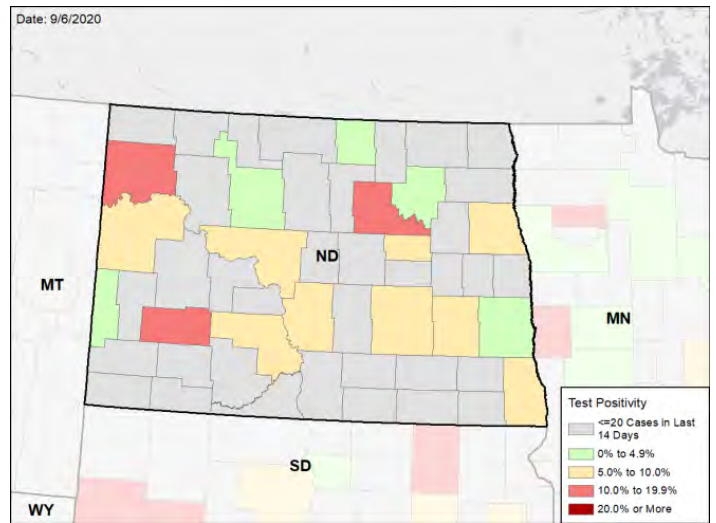 Date: 9/6/2020
ND
MT
MN
SD
WY
Test Positivity
<=20 Cases in Last
14 Days
0% to 4.9%
5.0% to 10.0%
10.0% to 19.9%
20.0% or More